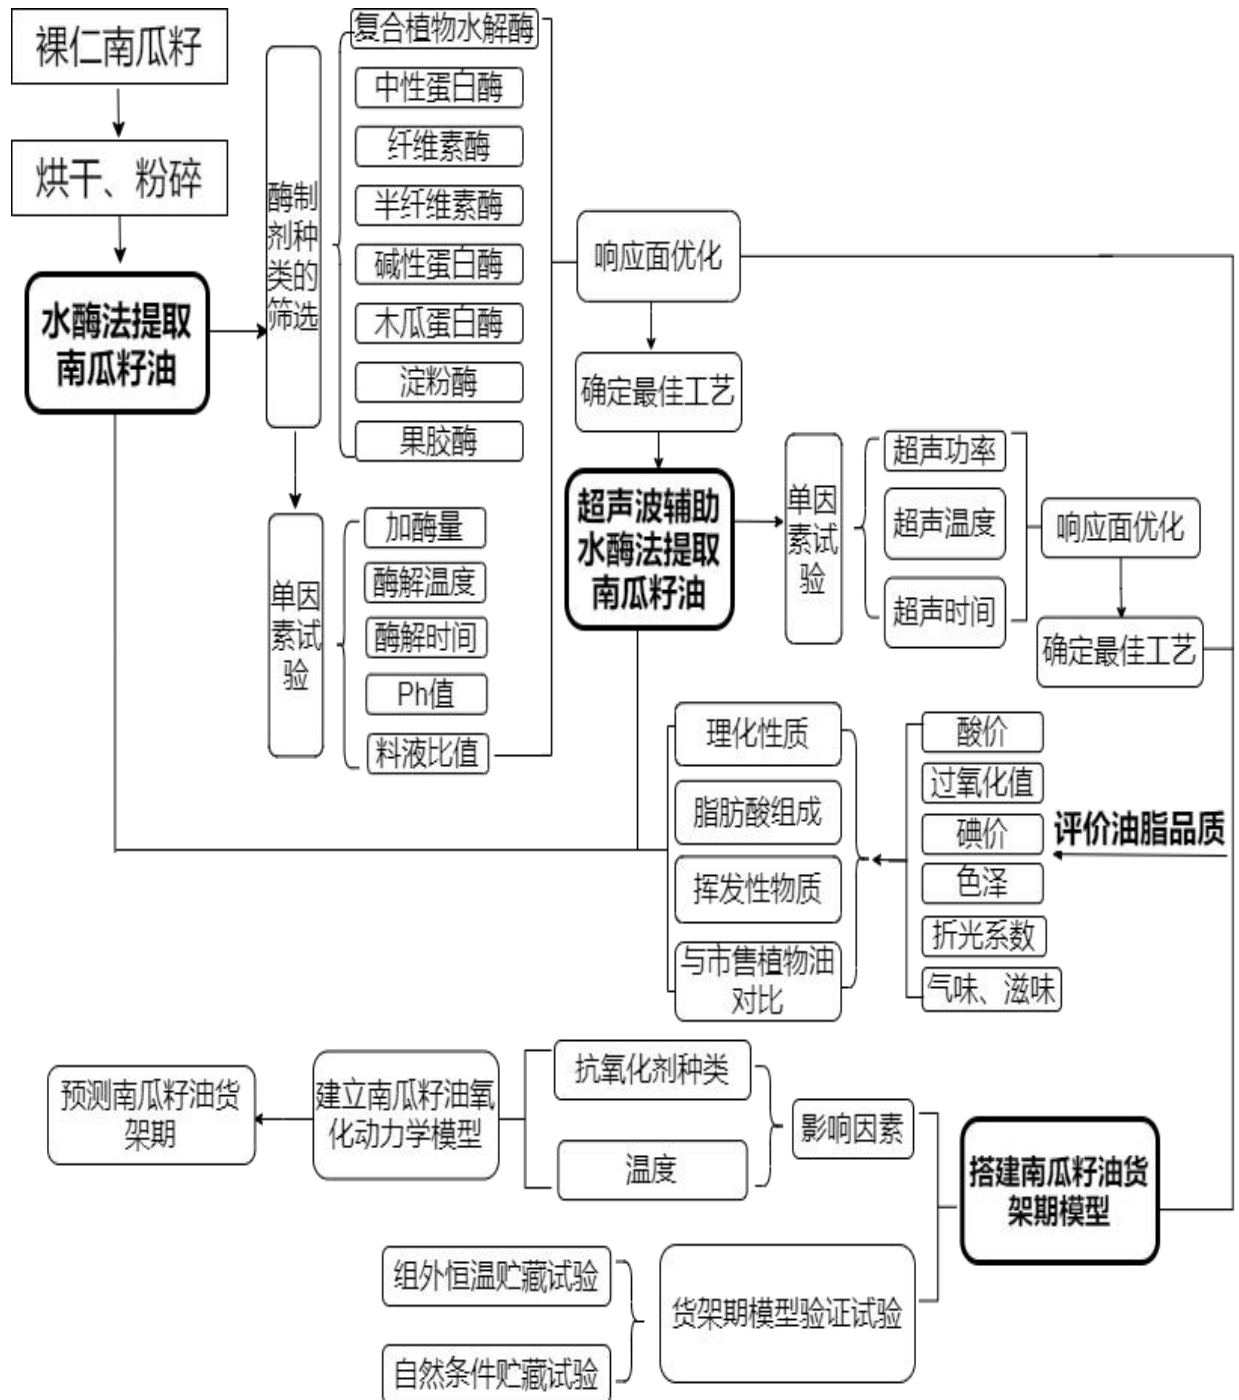 裸仁南瓜籽
烘干、粉碎
水酶法提取
南瓜籽油
酶制
剂种
类的
筛选
复合植物水解酶
中性蛋白酶
纤维素酶
半纤维素酶
碱性蛋白酶
木瓜蛋白酶
淀粉酶
果胶酶
单因
素试
验
加酶量
酶解温度
酶解时间
Ph值
料液比值
响应面优化
确定最佳工艺
超声波辅助
水酶法提取
南瓜籽油
单因
素试
验
超声功率
超声温度
超声时间
响应面优化
确定最佳工艺
理化性质
脂肪酸组成
挥发性物质
与市售植物油
对比
酸价
过氧化值
碘价
色泽
折光系数
气味、滋味
评价油脂品质
预测南瓜籽油货
架期
建立南瓜籽油氧
化动力学模型
抗氧化剂种类
温度
影响因素
搭建南瓜籽油货
架期模型
组外恒温贮藏试验
自然条件贮藏试验
货架期模型验证试验